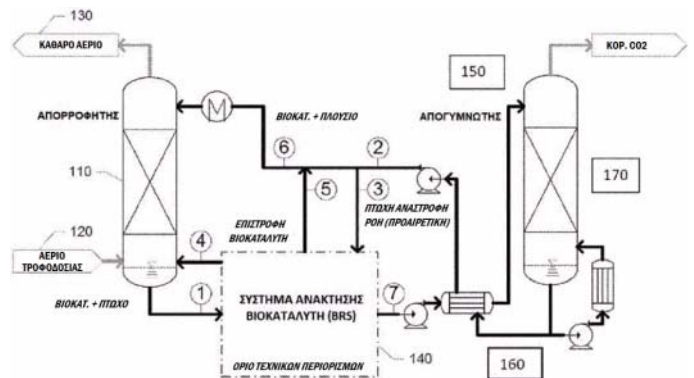 130
ΚΑΘΑΡΟ ΑΕΡΙΟ
ΚΟΡ. CO2
150
ΑΠΟΡΡΟΦΗΤΗΣ
M
ΒΙΟΚΑΤ. + ΠΛΟΥΣΙΟ
ΑΠΟΓΥΜΝΩΤΗΣ
6
2
110
170
5
3
ΠΤΩΧΗ ΑΝΑΣΤΡΟΦΗ
ΡΟΗ (ΠΡΟΑΙΡΕΤΙΚΗ)
120
ΕΠΙΣΤΡΟΦΗ
ΒΙΟΚΑΤΑΛΥΤΗ
4
ΑΕΡΙΟ
ΤΡΟΦΟΔΟΣΙΑΣ
ΒΙΟΚΑΤ. + ΠΤΩΧΟ
1
ΣΥΣΤΗΜΑ ΑΝΑΚΤΗΣΗΣ
ΒΙΟΚΑΤΑΛΥΤΗ (BRS)
7
140
160
ΟΡΙΟ ΤΕΧΝΙΚΩΝ ΠΕΡΙΟΡΙΣΜΩΝ